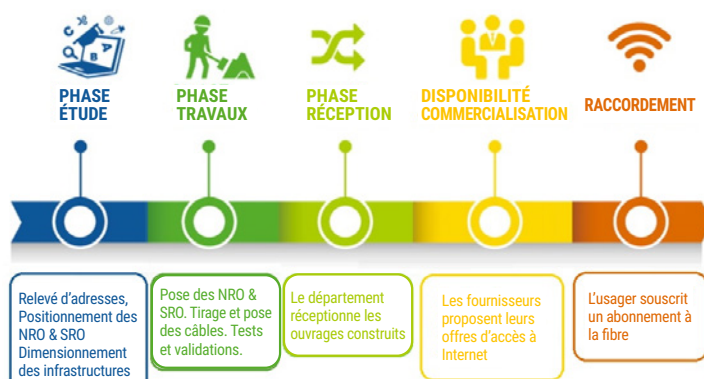 PHASE
ÉTUDE
PHASE
TRAVAUX
PHASE
RÉCEPTION
DISPONIBILITÉ
COMMERCIALISATION
RACCORDEMENT
Relevé d'adresses,
Positionnement des
NRO & SRO
Dimensionnement
des infrastructures
Pose des NRO &
SRO. Tirage et pose
des câbles. Tests
et validations.
Le département
réceptionne les
ouvrages construits
Les fournisseurs
proposent leurs
offres d'accès à
Internet
L'usager souscrit
un abonnement à
la fibre